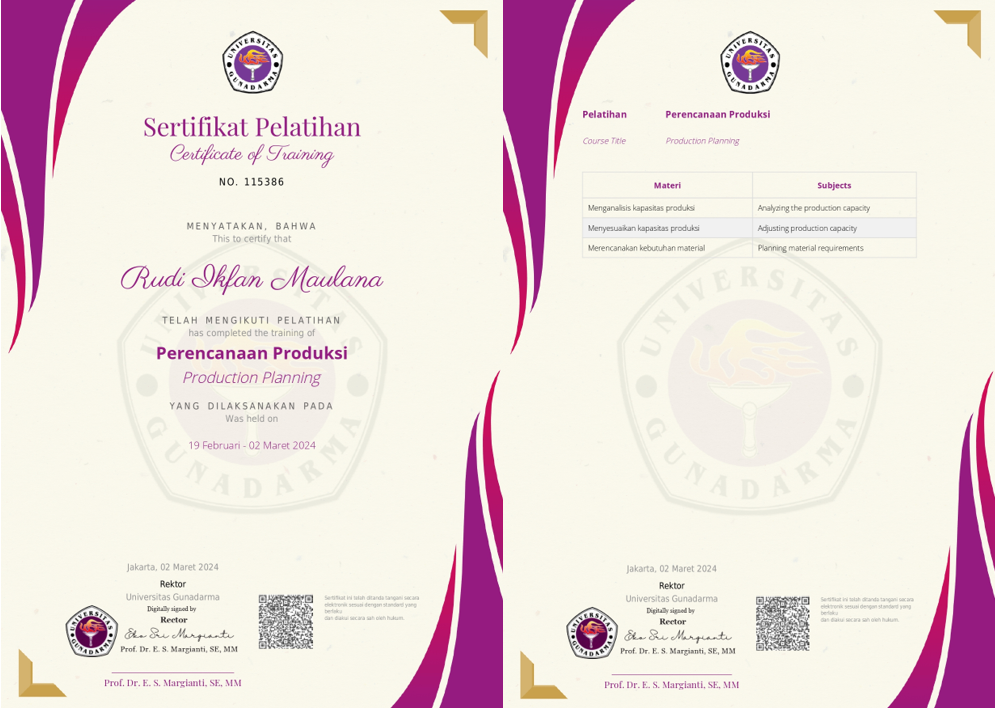 UNIVERSITAS GUNADARMA
Sertifikat Pelatihan
Certificate of Training
NO. 115386
MENYATAKAN, BAHWA
This to certify that
Rudi Ikfan Maulana
TELAH MENGIKUTI PELATIHAN
has completed the training of
Perencanaan Produksi
Production Planning
YANG DILAKSANAKAN PADA
Was held on
19 Februari - 02 Maret 2024
UNIVERSITAS GUNADARMA
Jakarta, 02 Maret 2024
Rektor
Universitas Gunadarma
Digitally signed by
Rector
Eko Sri Margianti
Prof. Dr. E. S. Margianti, SE, MM
UNIVERSITAS GUNADARMA
Sertifikat ini telah ditanda tangani secara
elektronik sesuai dengan standard yang
berlaku
dan diakui secara sah oleh hukum.
Prof. Dr. E. S. Margianti, SE, MM
UNIVERSITAS GUNADARMA
Pelatihan Perencanaan Produksi
Course Title Production Planning
Materi Subjects
Menganalisis kapasitas produksi Analyzing the production capacity
Menyesuaikan kapasitas produksi Adjusting production capacity
Merencanakan kebutuhan material Planning material requirements
UNIVERSITAS GUNADARMA
Jakarta, 02 Maret 2024
Rektor
Universitas Gunadarma
Digitally signed by
Rector
Eko Sri Margianti
Prof. Dr. E. S. Margianti, SE, MM
UNIVERSITAS GUNADARMA
Sertifikat ini telah ditanda tangani secara
elektronik sesuai dengan standard yang
berlaku
dan diakui secara sah oleh hukum.
Prof. Dr. E. S. Margianti, SE, MM